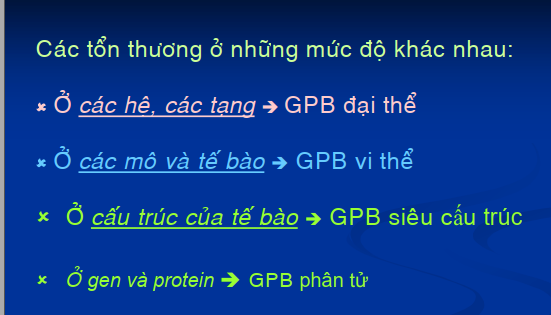 Các tổn thương ở những mức độ khác nhau:
Ở các hệ, các tạng ➔ GPB đại thể
Ở các mô và tế bào ➔ GPB vi thể
Ở cấu trúc của tế bào ➔ GPB siêu cấu trúc
Ở gen và protein ➔ GPB phân tử